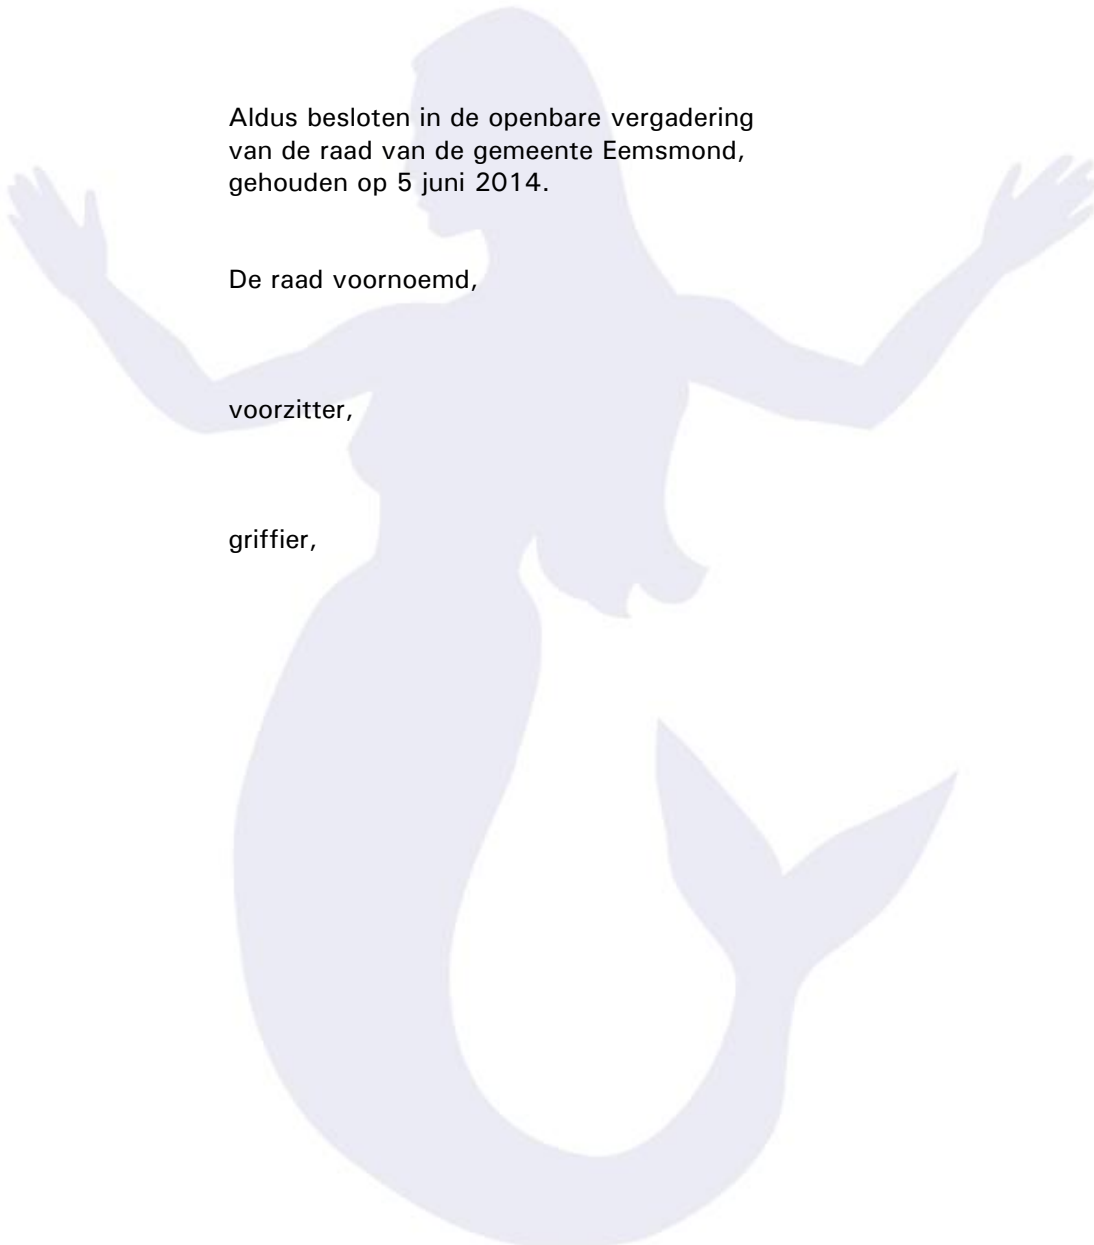 Aldus besloten in de openbare vergadering
van de raad van de gemeente Eemsmond,
gehouden op 5 juni 2014.
De raad voornoemd,
voorzitter,
griffier,